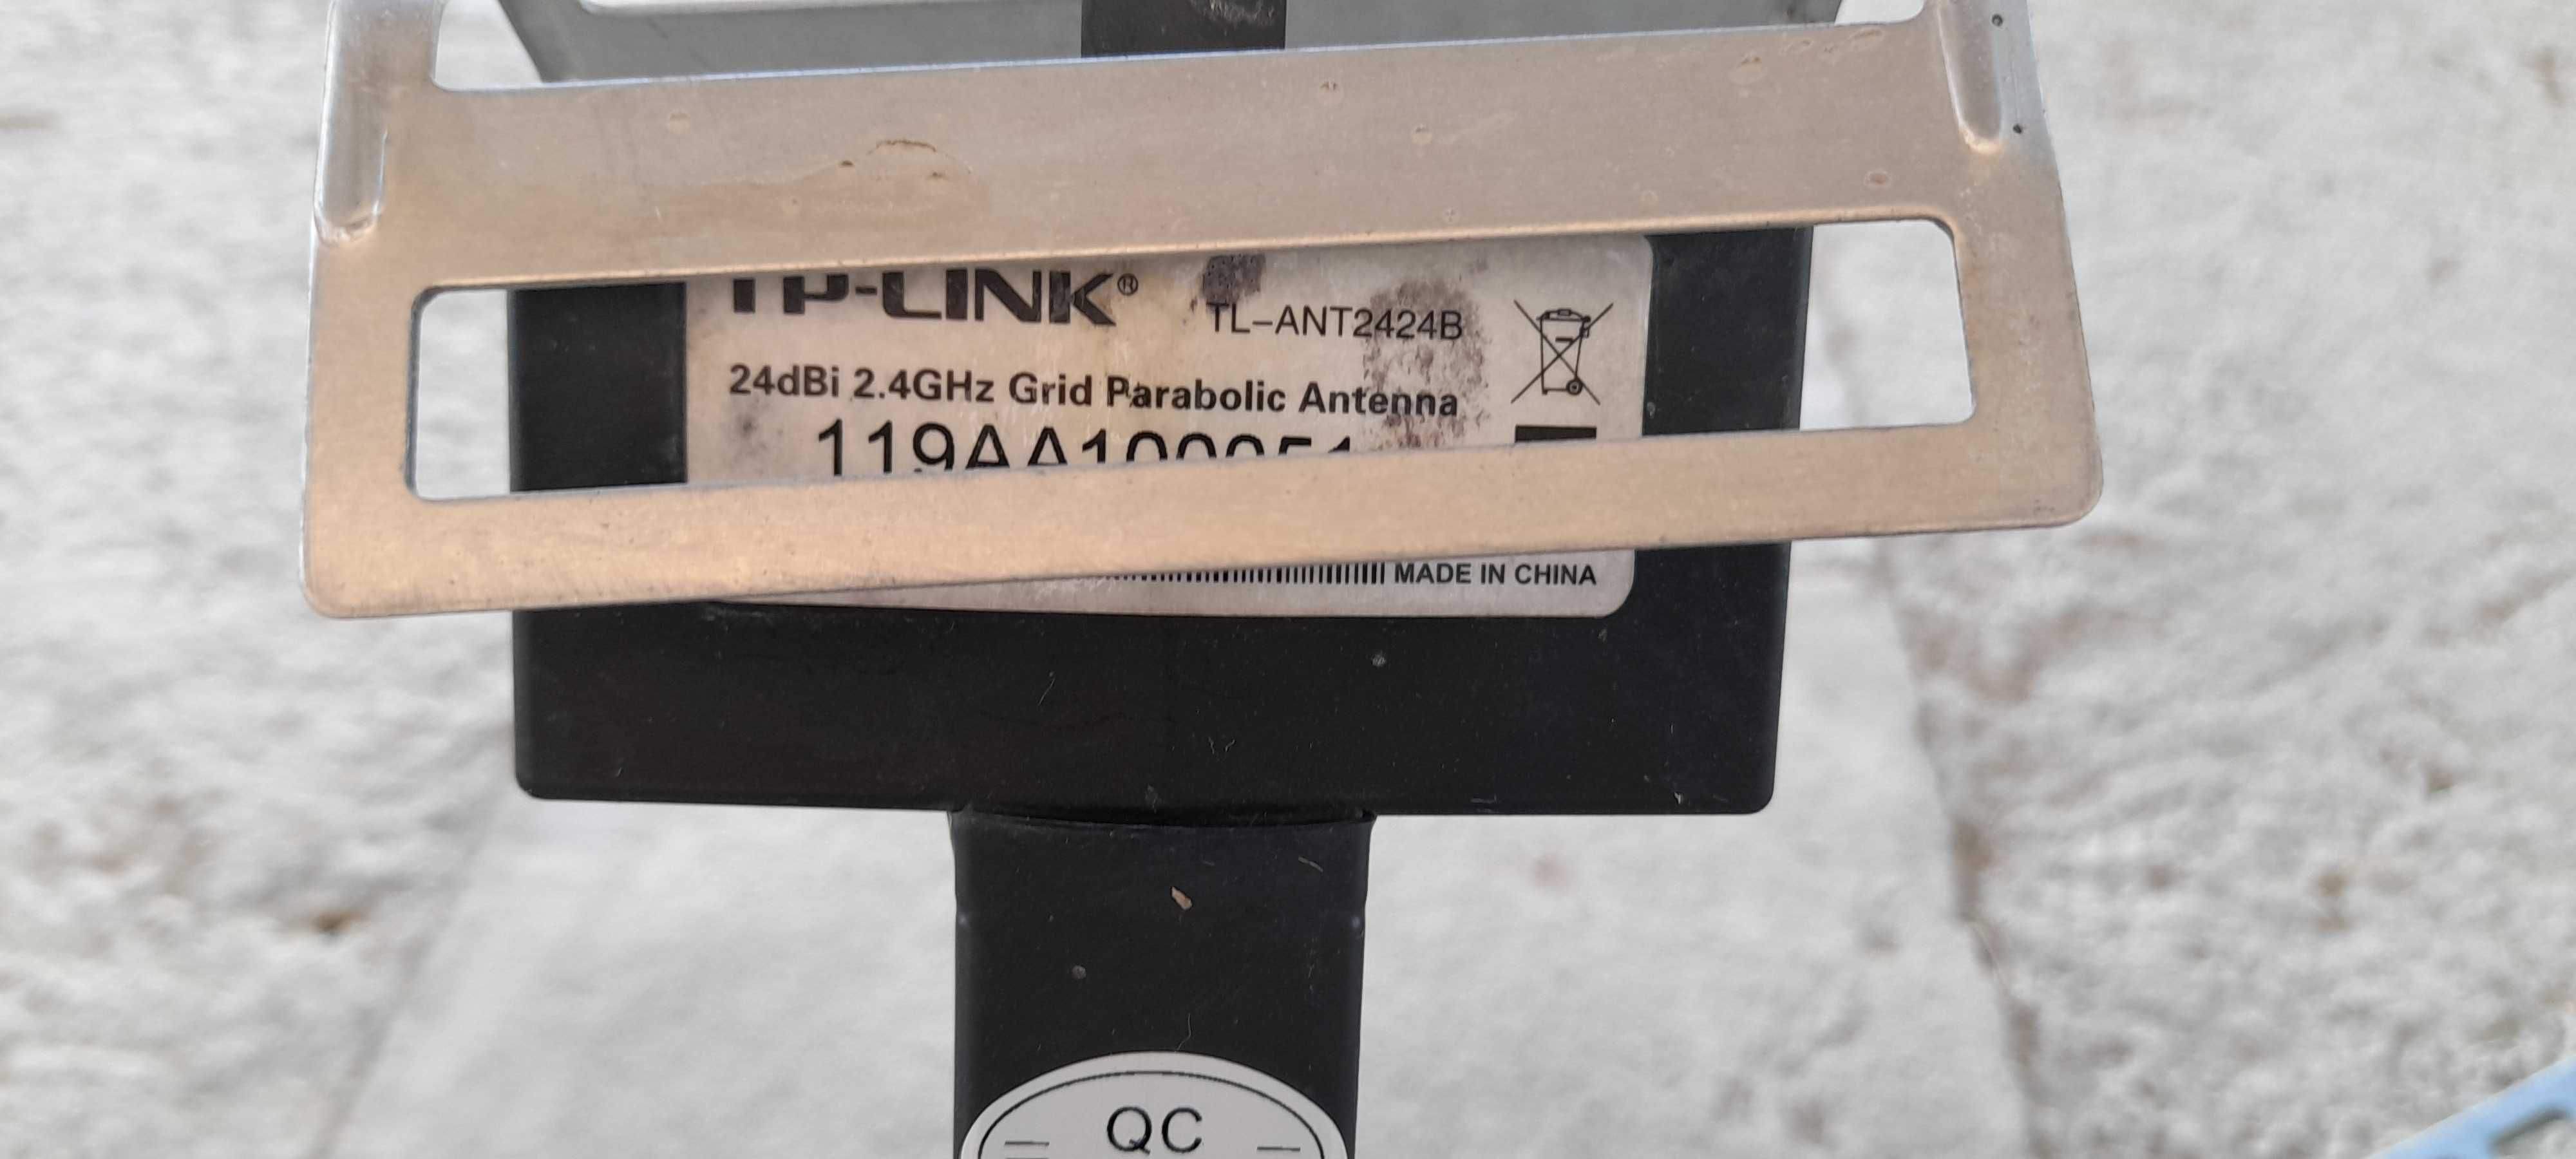 TP-LINK®
TL-ANT2424B
24dBi 2.4GHz Grid Parabolic Antenna
MADE IN CHINA
QC